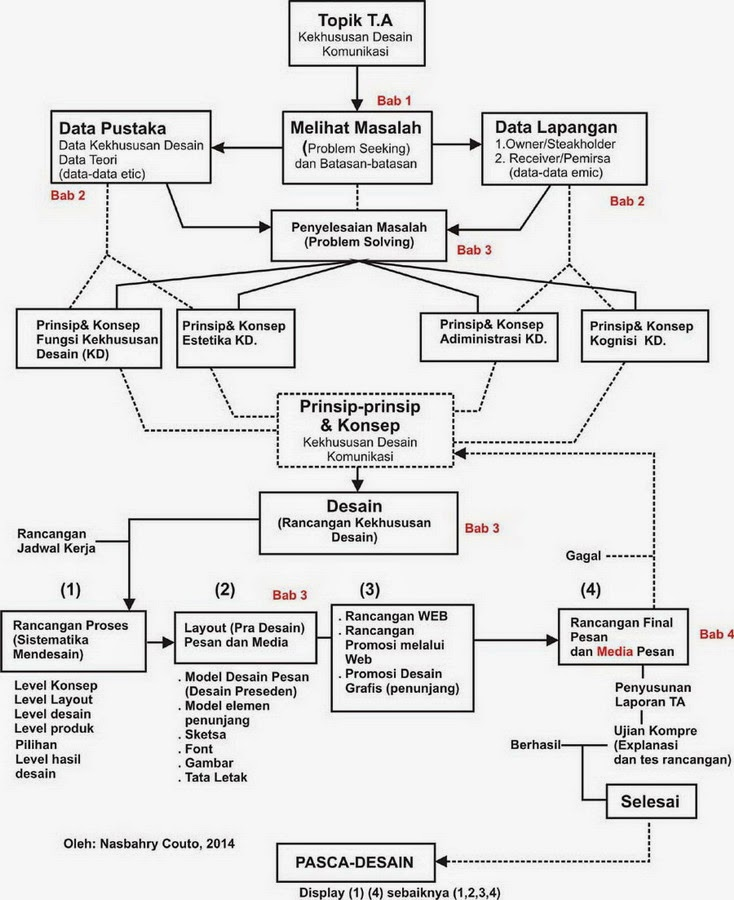 Topik T.A
Kekhususan Desain
Komunikasi
Bab 1
Data Pustaka
Data Kekhususan Desain
Data Teori
(data-data etic)
Bab 2
Melihat Masalah
(Problem Seeking)
dan Batasan-batasan
Data Lapangan
1.Owner/Steakholder
2. Receiver/Pemirsa
(data-data emic)
Bab 2
Penyelesaian Masalah
(Problem Solving)
Bab 3
Prinsip& Konsep
Fungsi Kekhususan
Desain (KD)
Prinsip& Konsep
Estetika KD.
Prinsip& Konsep
Adiministrasi KD.
Prinsip& Konsep
Kognisi KD.
Prinsip-prinsip
& Konsep
Kekhususan Desain
Komunikasi
Desain
(Rancangan Kekhususan
Desain)
Bab 3
Rancangan
Jadwal Kerja
Gagal
(1)
Rancangan Proses
(Sistematika
Mendesain)
Level Konsep
Level Layout
Level desain
Level produk
Pilihan
Level hasil
desain
(2)
Bab 3
Layout (Pra Desain)
Pesan dan Media
. Model Desain Pesan
(Desain Preseden)
. Model elemen
penunjang
. Sketsa
. Font
. Gambar
. Tata Letak
(3)
. Rancangan WEB
. Rancangan
Promosi melalui
Web
. Promosi Desain
Grafis (penunjang)
(4)
Rancangan Final
Pesan
dan Media Pesan
Bab 4
Penyusunan
Laporan TA
Berhasil
Ujian Kompre
(Explanasi
dan tes rancangan)
Selesai
Oleh: Nasbahry Couto, 2014
PASCA-DESAIN
Display (1) (4) sebaiknya (1,2,3,4)